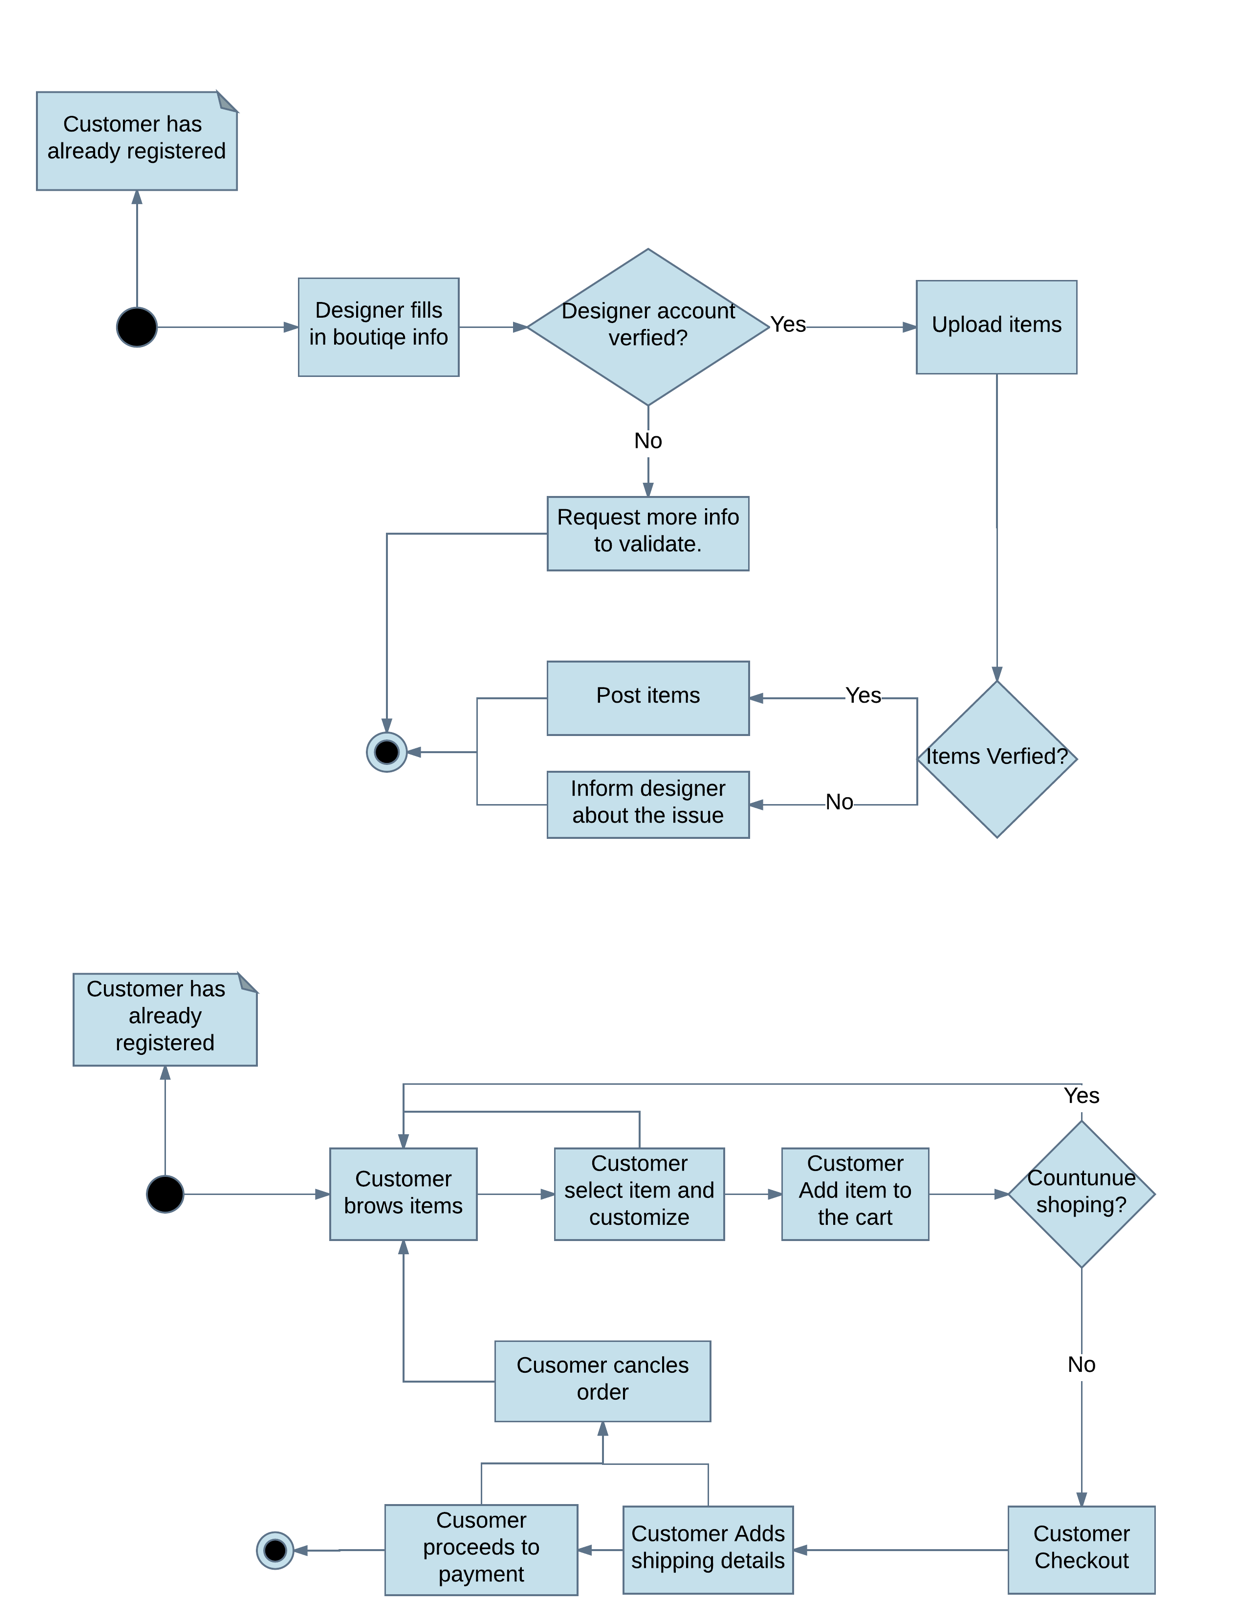 Customer has
already registered
Designer fills
in boutiqe info
Designer account
verfied?
Yes
Upload items
No
Request more info
to validate.
Post items
Yes
Items Verfied?
Inform designer
about the issue
No
Customer has
already
registered
Yes
Customer
brows items
Customer
select item and
customize
Customer
Add item to
the cart
Countunue
shoping?
No
Cusomer cancles
order
Cusomer
proceeds to
payment
Customer Adds
shipping details
Customer
Checkout